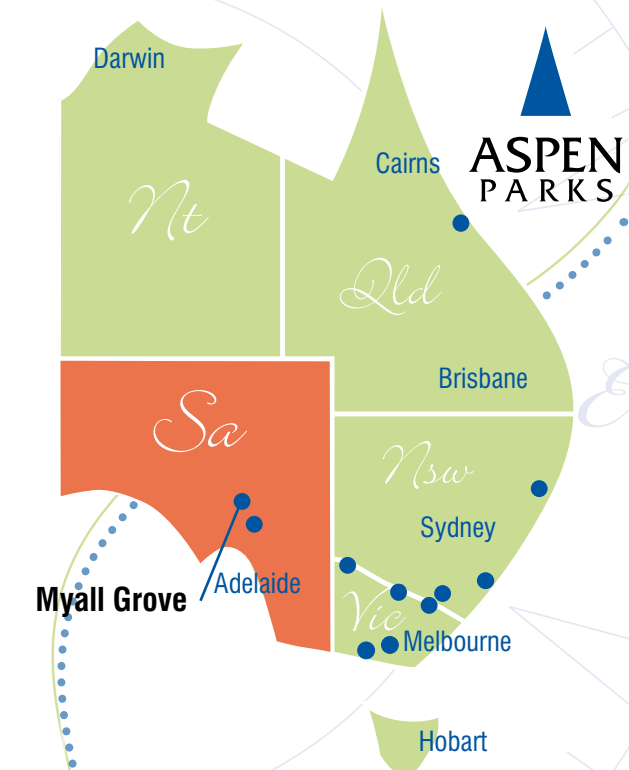 Darwin
ASPEN
PARKS
Cairns
Nt
Qld
Brisbane
E
Sa
Nsw
Sydney
Adelaide
Myall Grove
Vic
Melbourne
Hobart